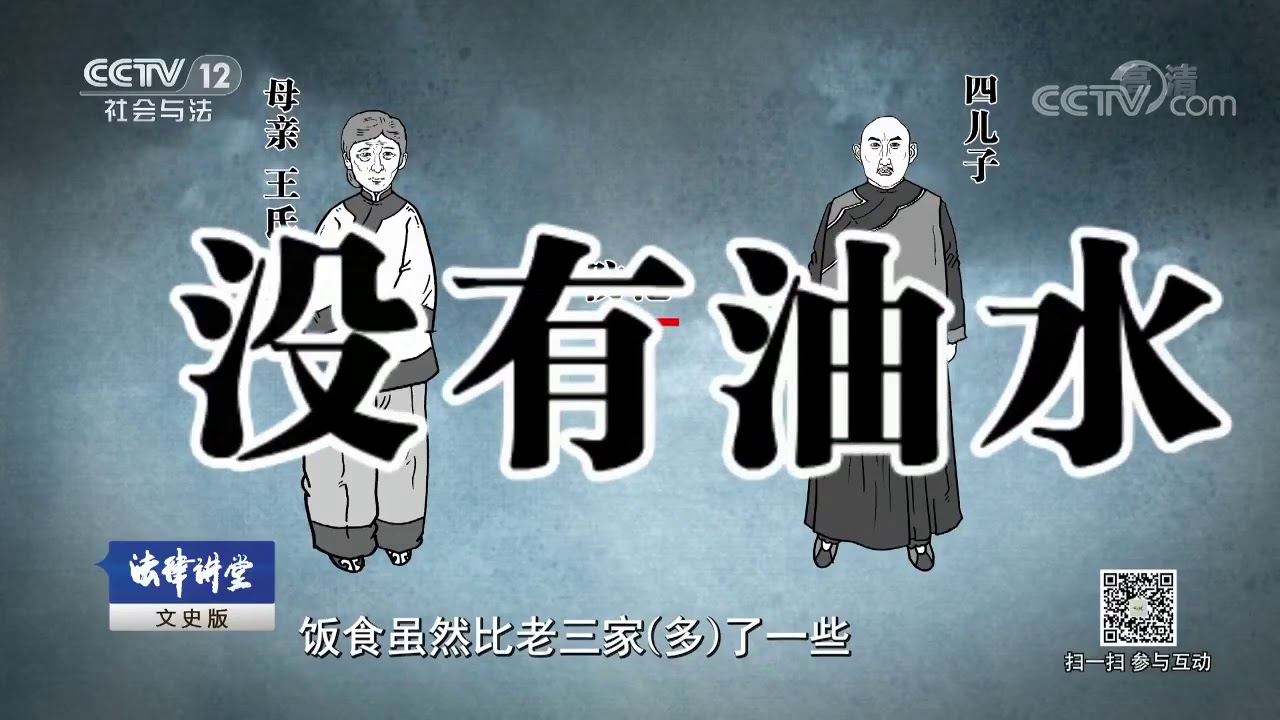 CCTV 12
社会与法
高清
CCTV.com
母亲 王氏
四儿子
没有油水
法律讲堂
文史版
饭食虽然比老三家(多)了一些
扫一扫 参与互动